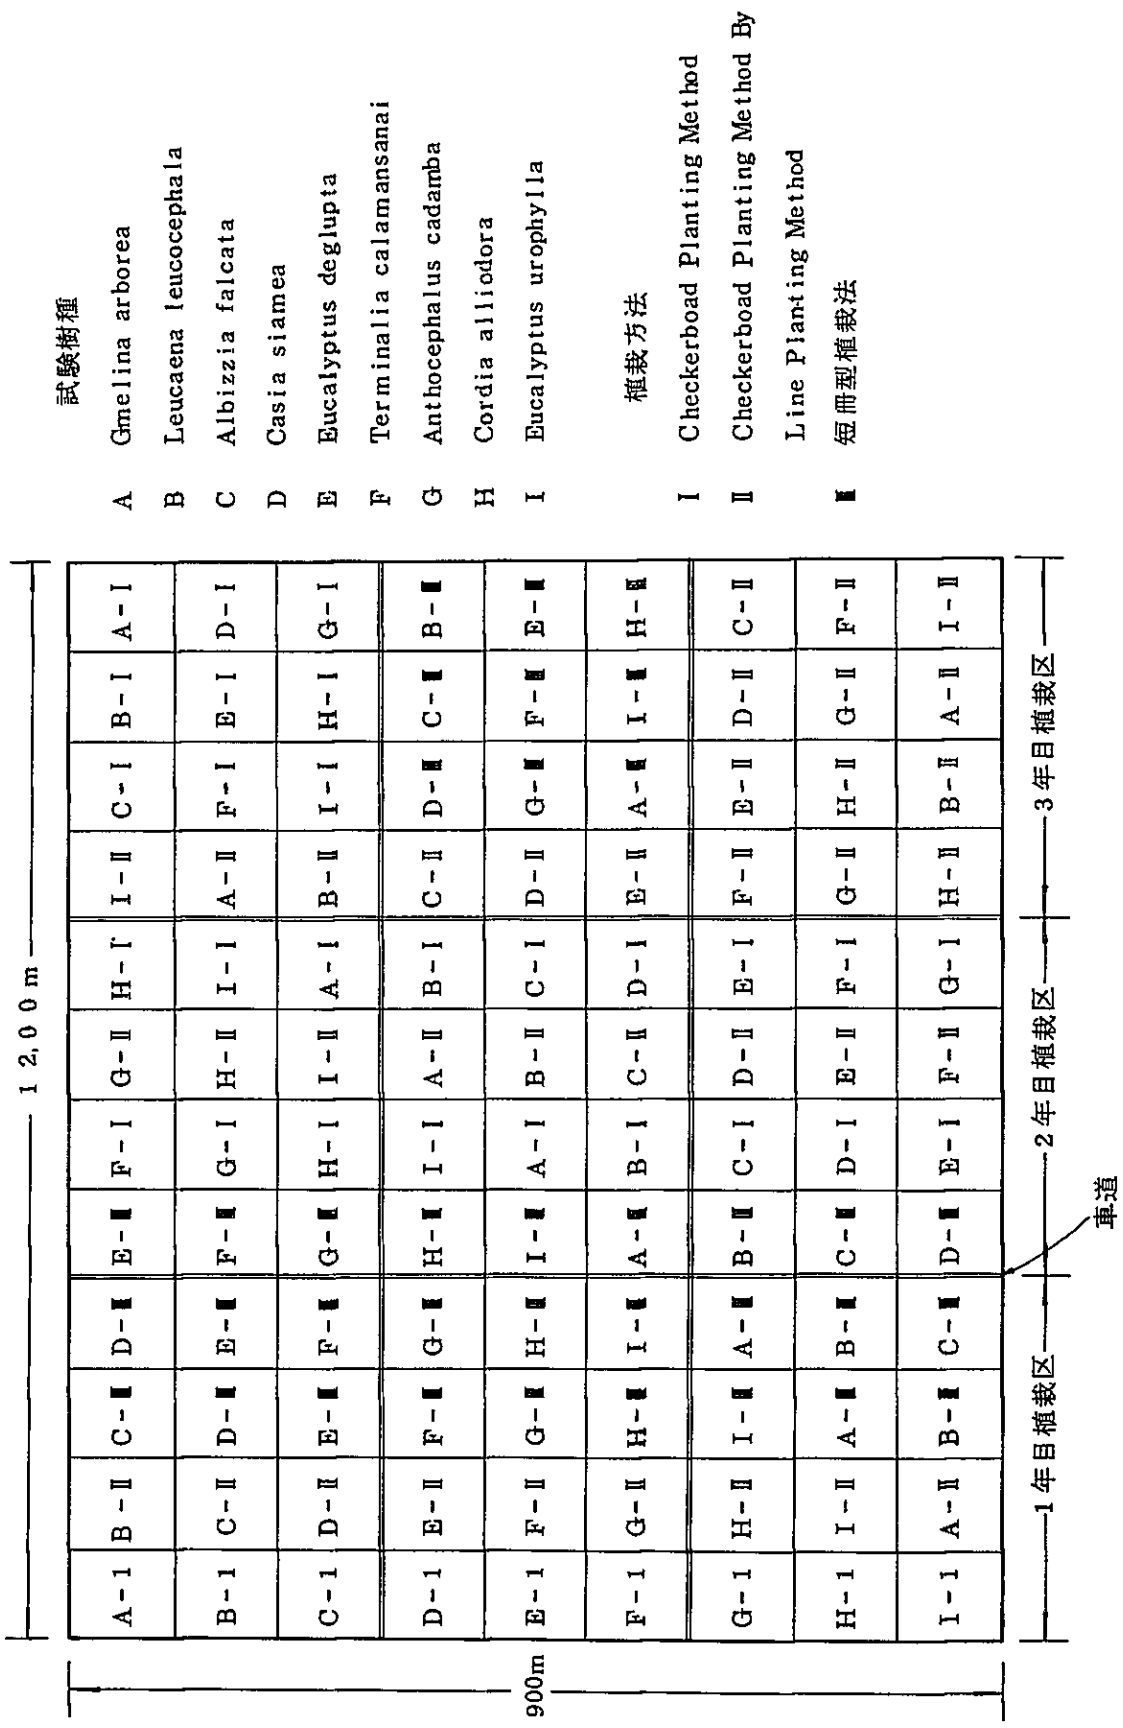 1 2,0 0 m
900m
A-1 B-Ⅱ C-Ⅲ D-Ⅲ E-Ⅲ F-I G-Ⅱ H-I I-Ⅱ C-I B-I A-I
B-1 C-Ⅱ D-Ⅲ E-Ⅲ F-Ⅲ G-I H-Ⅱ I-I A-Ⅱ F-I E-I D-I
C-1 D-Ⅱ E-Ⅲ F-Ⅲ G-Ⅲ H-I I-Ⅱ A-I B-Ⅱ I-I H-I G-I
D-1 E-Ⅱ F-Ⅲ G-Ⅲ H-Ⅲ I-I A-Ⅱ B-I C-Ⅱ D-Ⅲ C-Ⅲ B-Ⅲ
E-1 F-Ⅱ G-Ⅲ H-Ⅲ I-Ⅲ A-I B-Ⅱ C-I D-Ⅱ G-Ⅲ F-Ⅲ E-Ⅲ
F-1 G-Ⅱ H-Ⅲ I-Ⅲ A-Ⅲ B-I C-Ⅱ D-I E-Ⅱ A-Ⅲ I-Ⅲ H-Ⅲ
G-1 H-Ⅱ I-Ⅲ A-Ⅲ B-Ⅲ C-I D-Ⅱ E-I F-Ⅱ E-Ⅱ D-Ⅱ C-Ⅱ
H-1 I-Ⅱ A-Ⅲ B-Ⅲ C-Ⅲ D-I E-Ⅱ F-I G-Ⅱ H-Ⅱ G-Ⅱ F-Ⅱ
I-1 A-Ⅱ B-Ⅲ C-Ⅲ D-Ⅲ E-I F-Ⅱ G-I H-Ⅱ B-Ⅱ A-Ⅱ I-Ⅱ
1年目植栽区 2年目植栽区 3年目植栽区
車道
試験樹種
A Gmelina arborea
B Leucaena leucocephala
C Albizzia falcata
D Casia siamea
E Eucalyptus deglupta
F Terminalia calamansanai
G Anthocephalus cadamba
H Cordia alliodora
I Eucalyptus urophylla
植栽方法
I Checkerboad Planting Method
Ⅱ Checkerboad Planting Method By
Line Planting Method
Ⅲ 短冊型植栽法